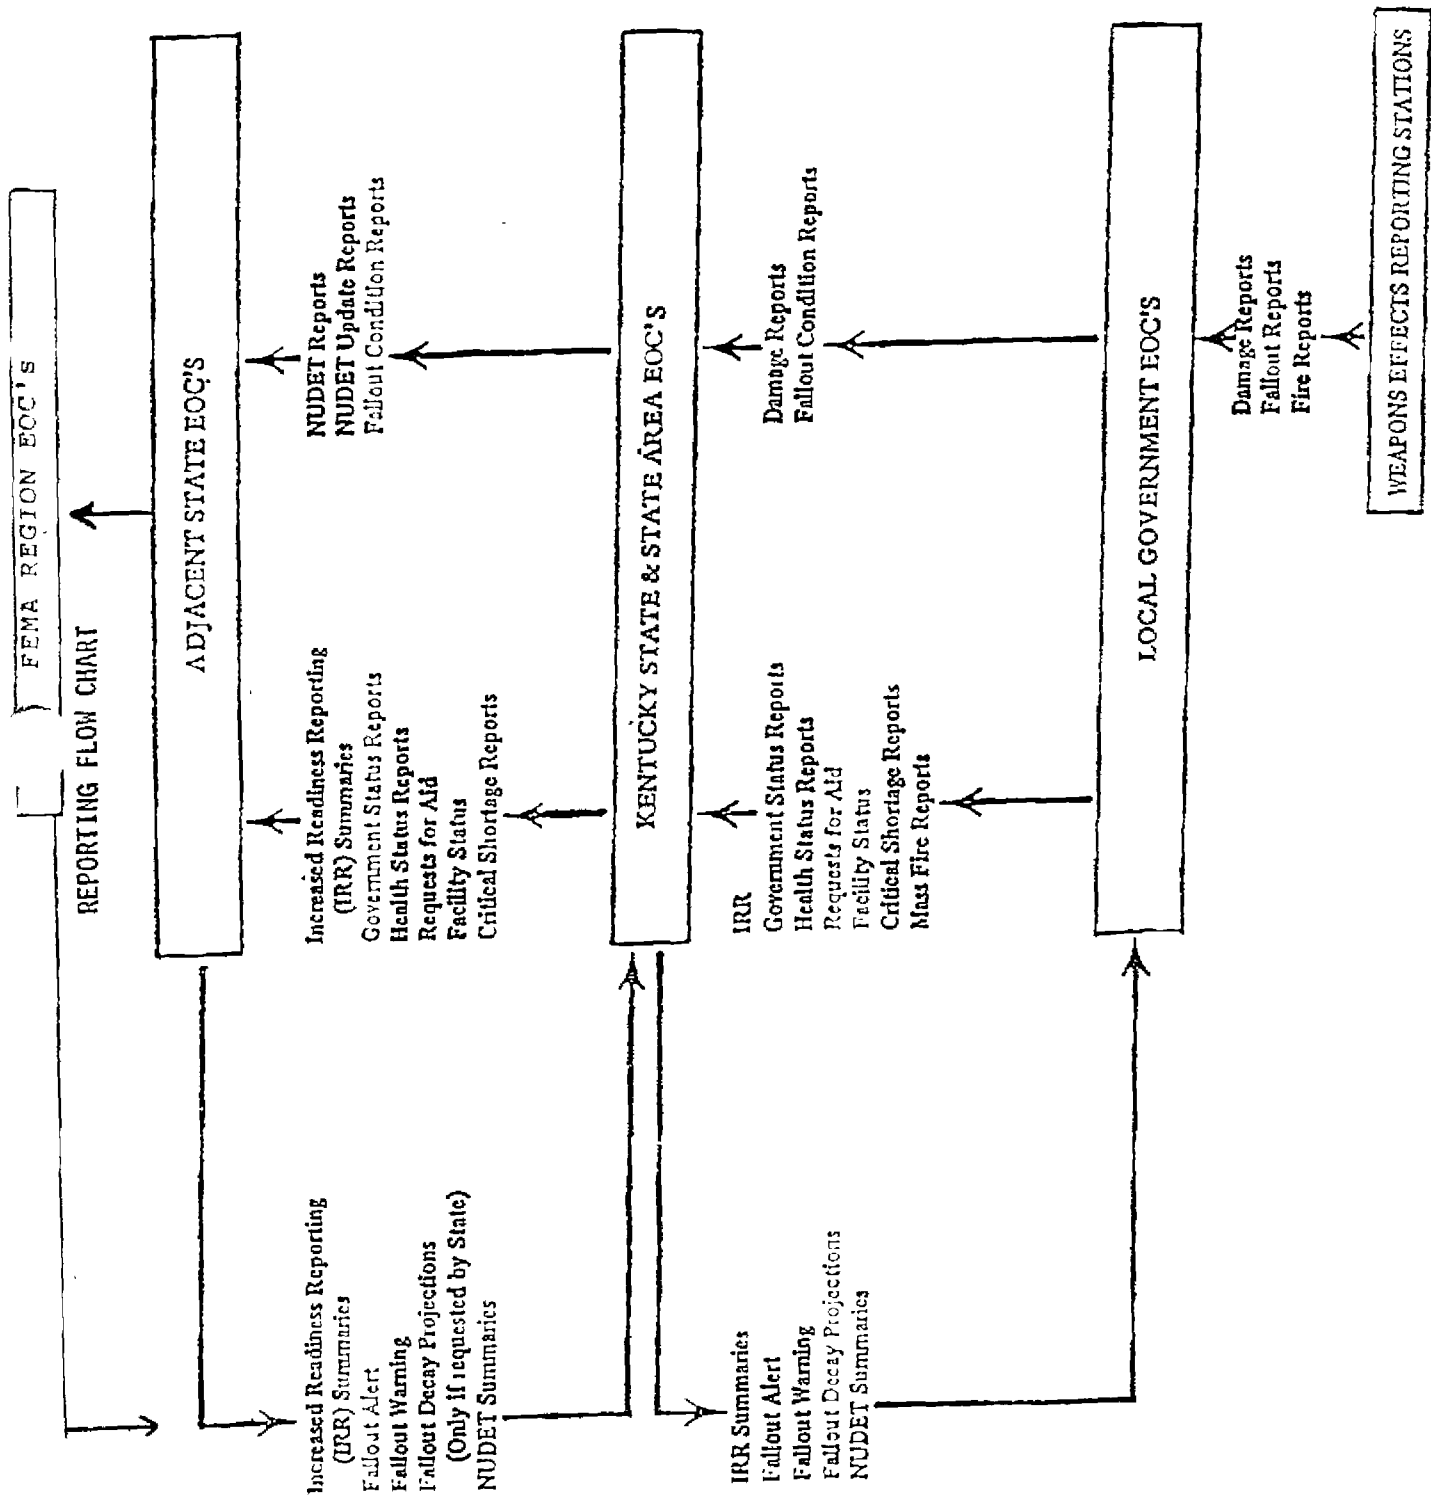 FEMA REGION EOC's
REPORTING FLOW CHART
ADJACENT STATE EOC'S
Increased Readiness Reporting
(IRR) Summaries
Fallout Alert
Fallout Warning
Fallout Decay Projections
(Only if requested by State)
NUDET Summaries
Increased Readiness Reporting
(IRR) Summaries
Government Status Reports
Health Status Reports
Requests for Aid
Facility Status
Critical Shortage Reports
NUDET Reports
NUDET Update Reports
Fallout Condition Reports
KENTUCKY STATE & STATE AREA EOC'S
IRR Summaries
Fallout Alert
Fallout Warning
Fallout Decay Projections
NUDET Summaries
IRR
Government Status Reports
Health Status Reports
Requests for Aid
Facility Status
Critical Shortage Reports
Mass Fire Reports
Damage Reports
Fallout Condition Reports
LOCAL GOVERNMENT EOC'S
Damage Reports
Fallout Reports
Fire Reports
WEAPONS EFFECTS REPORTING STATIONS